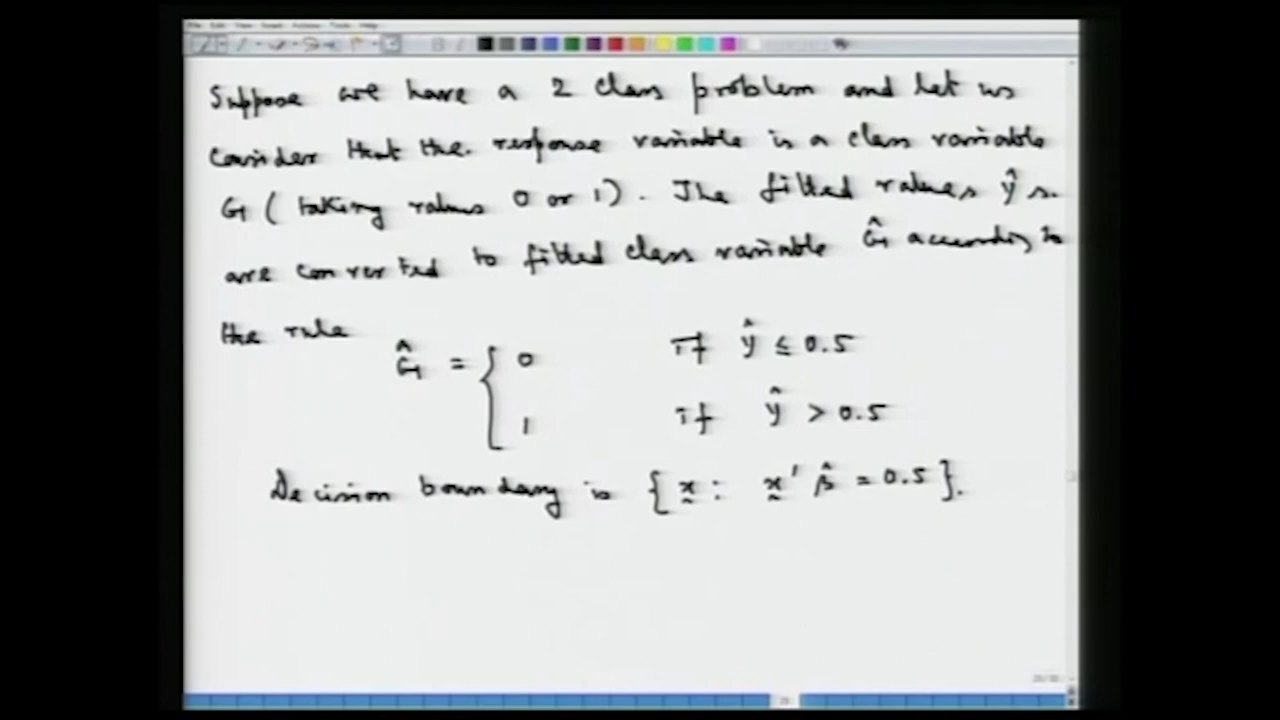 Suppose we have a 2 class problem and let us
consider that the response variable is a class variable
G ( taking values 0 or 1) . The fitted values ŷ s.
are converted to fitted class variable Ĝ according to
the rule
Ĝ = { 0 if ŷ ≤ 0.5
1 if ŷ > 0.5
Decision boundary is { x : x' β̂ = 0.5 }.